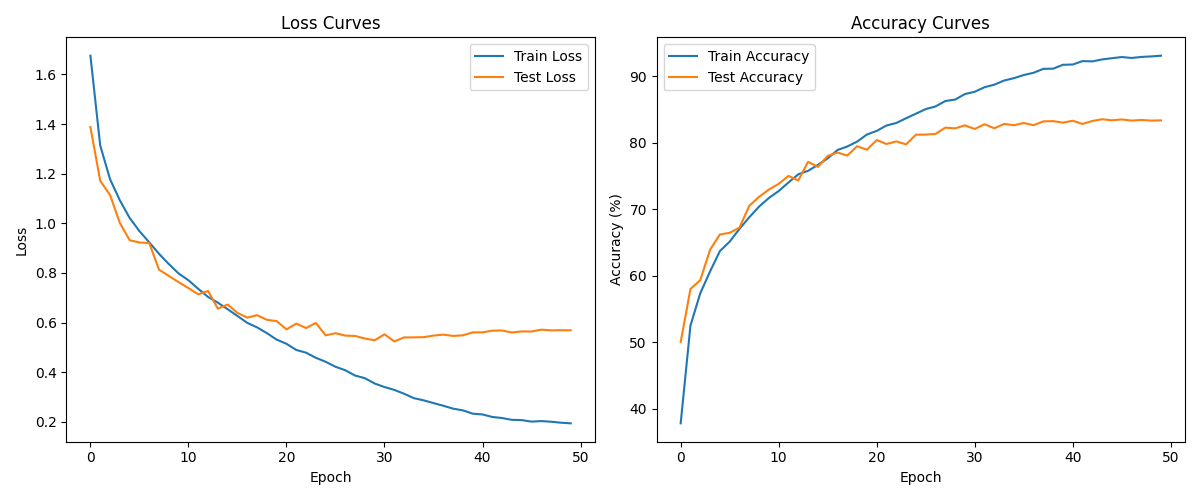 Loss Curves
Train Loss
Test Loss
1.6
1.4
1.2
1.0
0.8
0.6
0.4
0.2
Loss
0 10 20 30 40 50
Epoch
Accuracy Curves
Train Accuracy
Test Accuracy
90
80
70
60
50
40
Accuracy (%)
0 10 20 30 40 50
Epoch